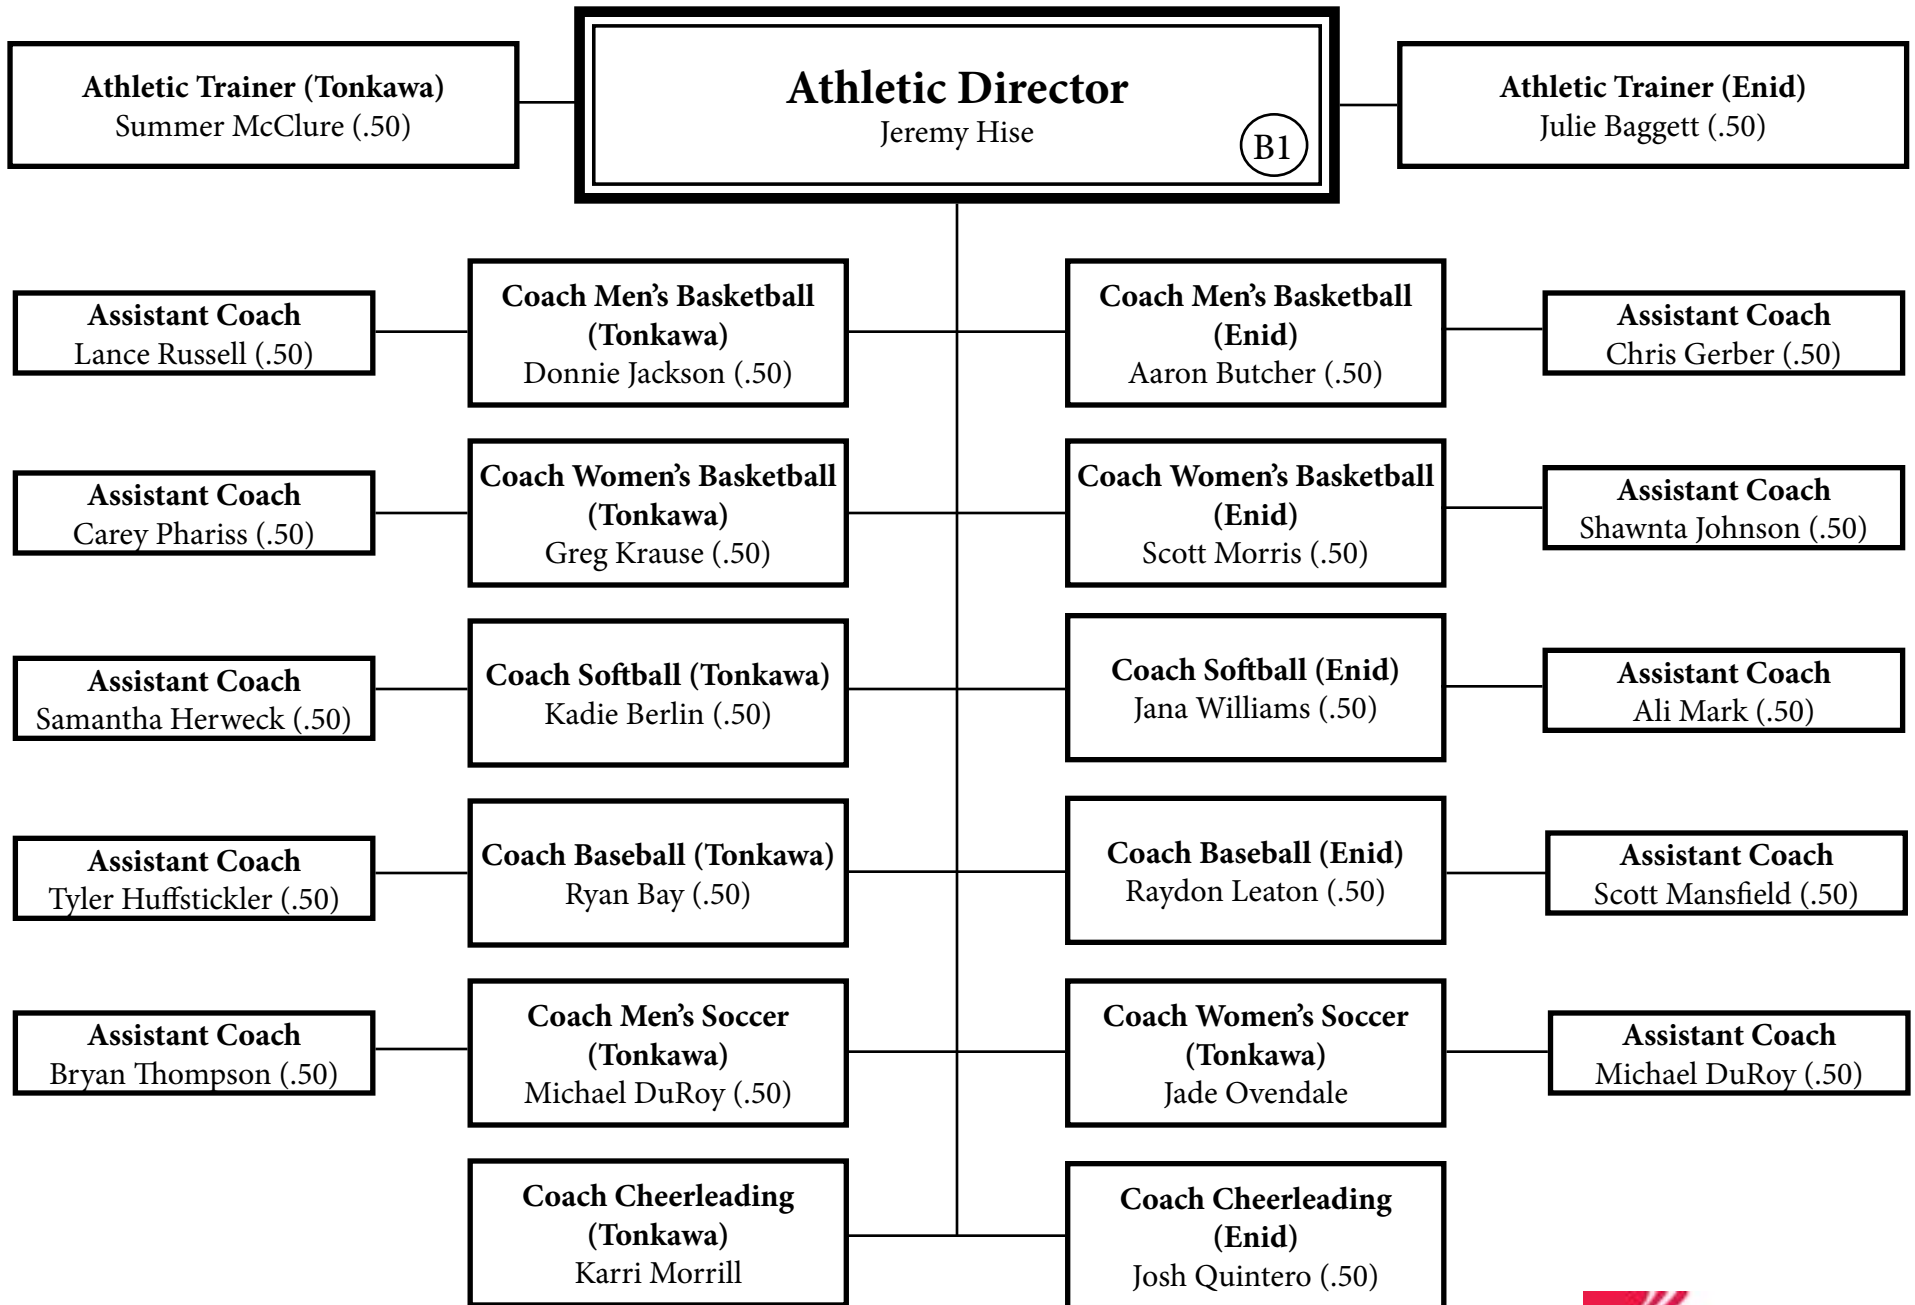 Athletic Trainer (Tonkawa)
Summer McClure (.50)
Athletic Director
Jeremy Hise
B1
Athletic Trainer (Enid)
Julie Baggett (.50)
Assistant Coach
Lance Russell (.50)
Coach Men’s Basketball
(Tonkawa)
Donnie Jackson (.50)
Coach Men’s Basketball
(Enid)
Aaron Butcher (.50)
Assistant Coach
Chris Gerber (.50)
Assistant Coach
Carey Phariss (.50)
Coach Women’s Basketball
(Tonkawa)
Greg Krause (.50)
Coach Women’s Basketball
(Enid)
Scott Morris (.50)
Assistant Coach
Shawnta Johnson (.50)
Assistant Coach
Samantha Herweck (.50)
Coach Softball (Tonkawa)
Kadie Berlin (.50)
Coach Softball (Enid)
Jana Williams (.50)
Assistant Coach
Ali Mark (.50)
Assistant Coach
Tyler Huffstickler (.50)
Coach Baseball (Tonkawa)
Ryan Bay (.50)
Coach Baseball (Enid)
Raydon Leaton (.50)
Assistant Coach
Scott Mansfield (.50)
Assistant Coach
Bryan Thompson (.50)
Coach Men’s Soccer
(Tonkawa)
Michael DuRoy (.50)
Coach Women’s Soccer
(Tonkawa)
Jade Ovendale
Assistant Coach
Michael DuRoy (.50)
Coach Cheerleading
(Tonkawa)
Karri Morrill
Coach Cheerleading
(Enid)
Josh Quintero (.50)